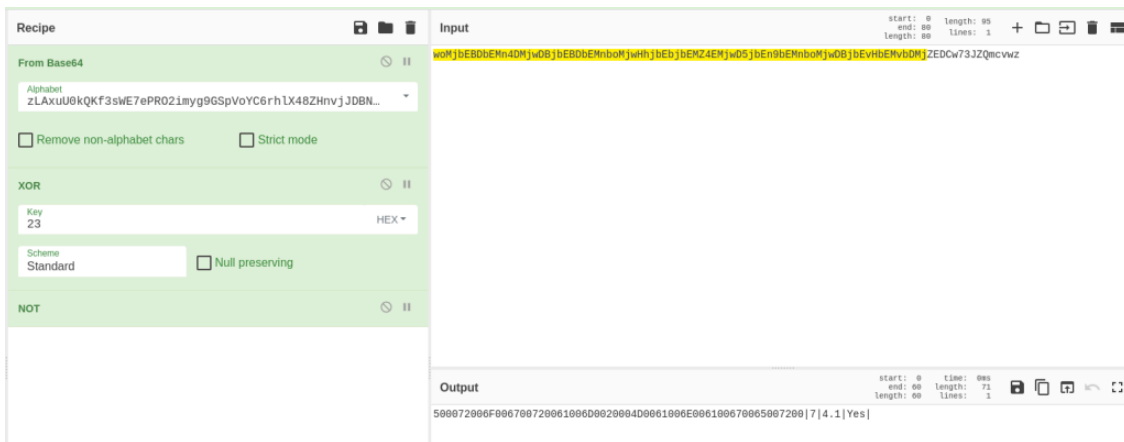 Recipe
Input
start: 0
end: 80
length: 80
length: 95
lines: 1
From Base64
Alphabet
zLAxuU0kQKf3sWE7ePRO2imyg9GSpVoYC6rhlX48ZHnvjJDBN…
Remove non-alphabet chars
Strict mode
XOR
Key
23
HEX
Scheme
Standard
Null preserving
NOT
woMjbEBDbEMn4DMjwDBjbEBDbEMnboMjwHhjbEbjbEMZ4EMjwD5jbEn9bEMnboMjwDBjbEvHbEMvbDMjZEDCw73JZQmcvwz
Output
start: 0
end: 60
length: 60
time: 0ms
length: 71
lines: 1
500072006F006700720061006D0020004D0061006E006100670065007200|7|4.1|Yes|